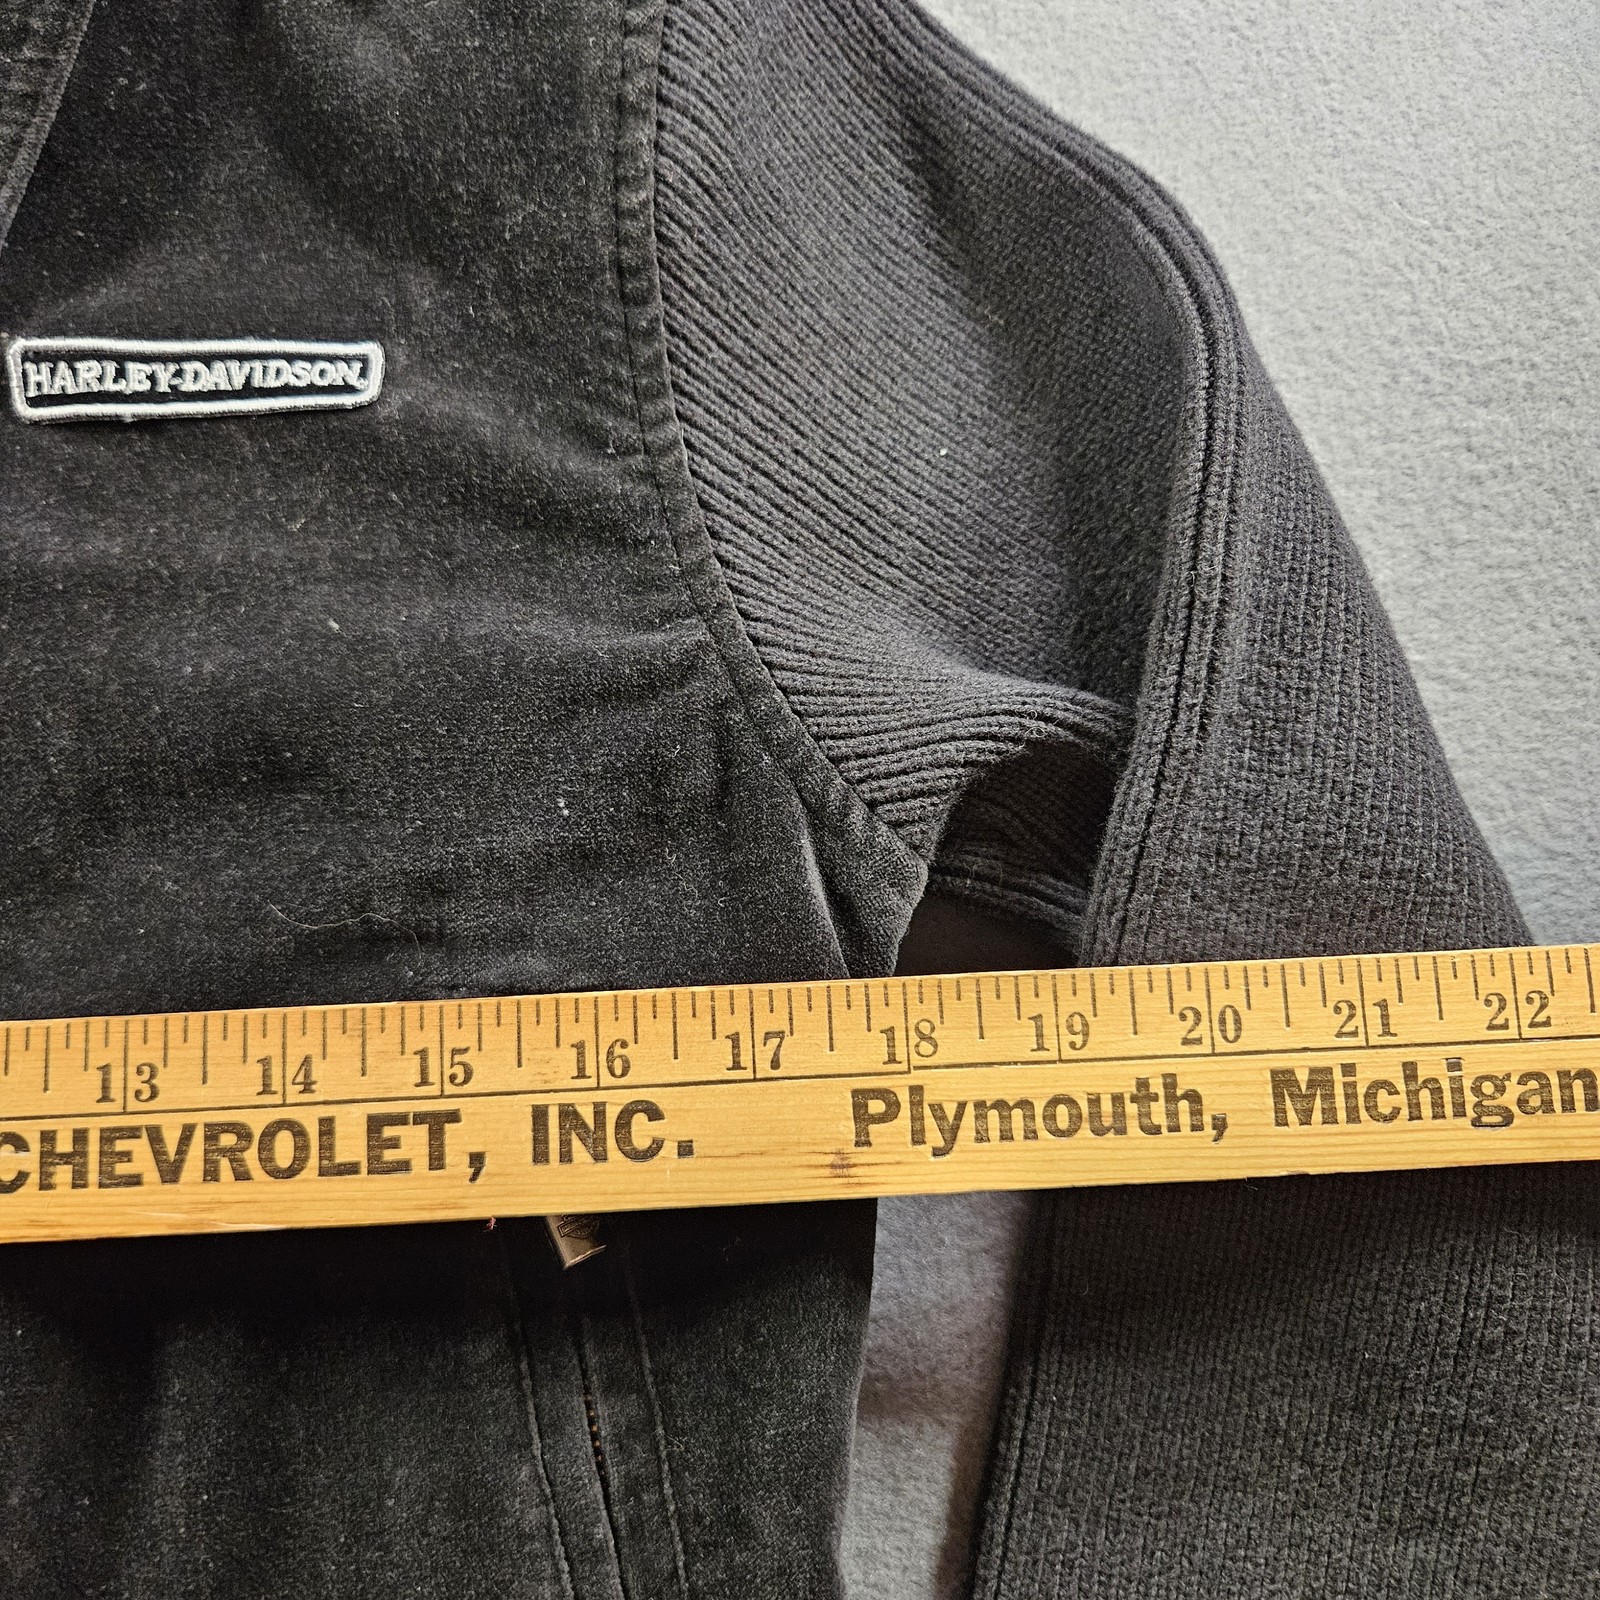 HARLEY-DAVIDSON
13 14 15 16 17 18 19 20 21 22
CHEVROLET, INC. Plymouth, Michigan